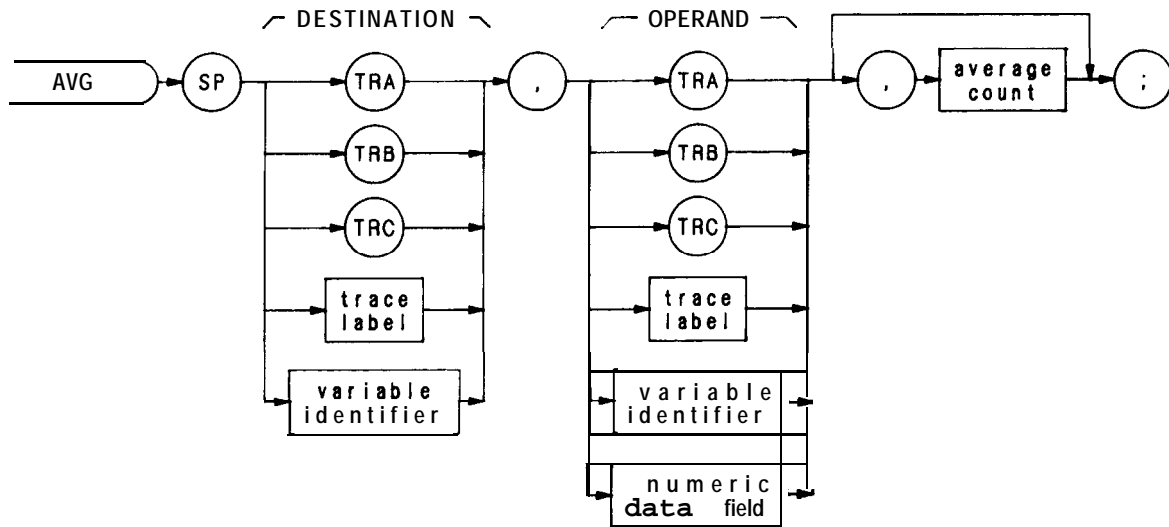 DESTINATION OPERAND
AVG SP TRA , TRA , average count ;
TRB TRB
TRC TRC
trace label trace label
variable identifier variable identifier
numeric data field